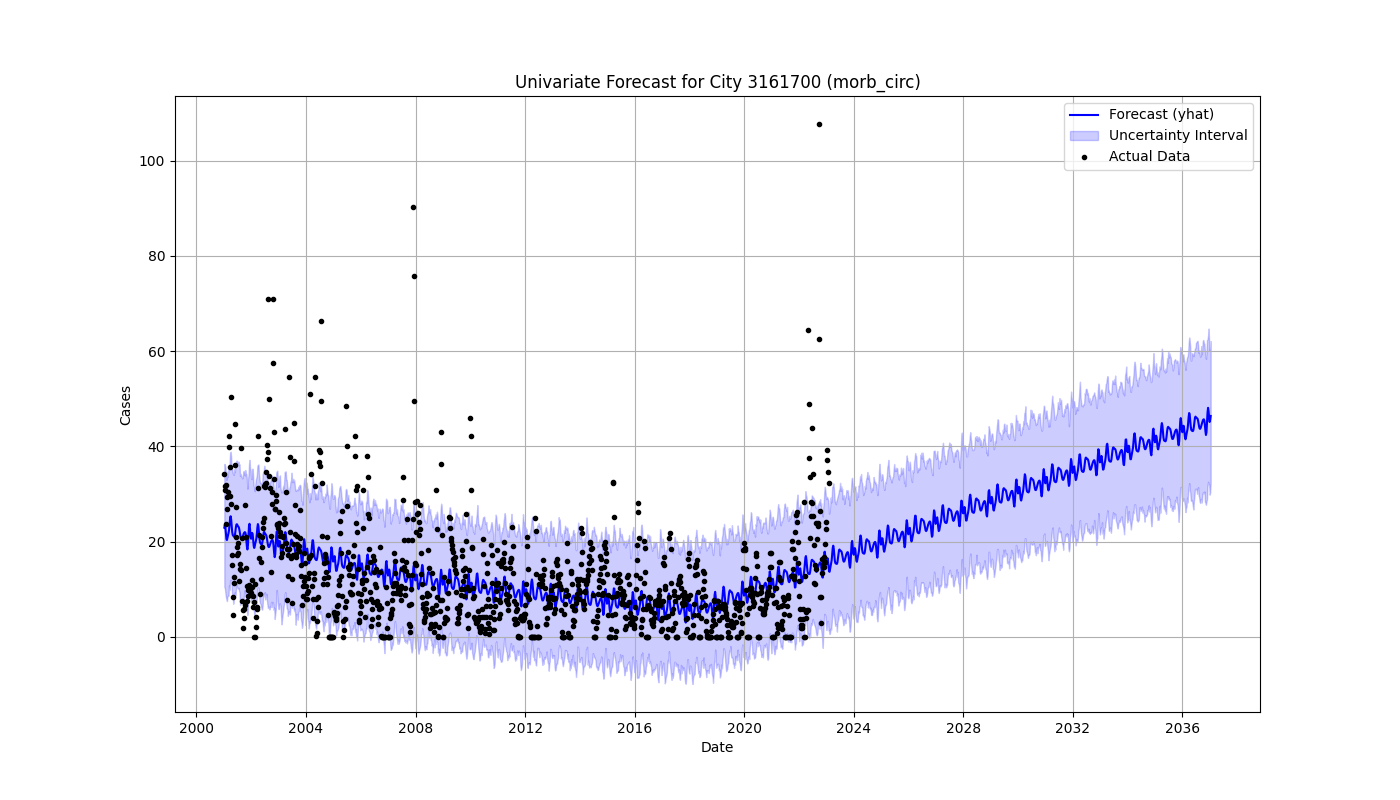 Univariate Forecast for City 3161700 (morb_circ)
Forecast (yhat)
Uncertainty Interval
Actual Data
100
80
60
40
20
0
Cases
2000 2004 2008 2012 2016 2020 2024 2028 2032 2036
Date